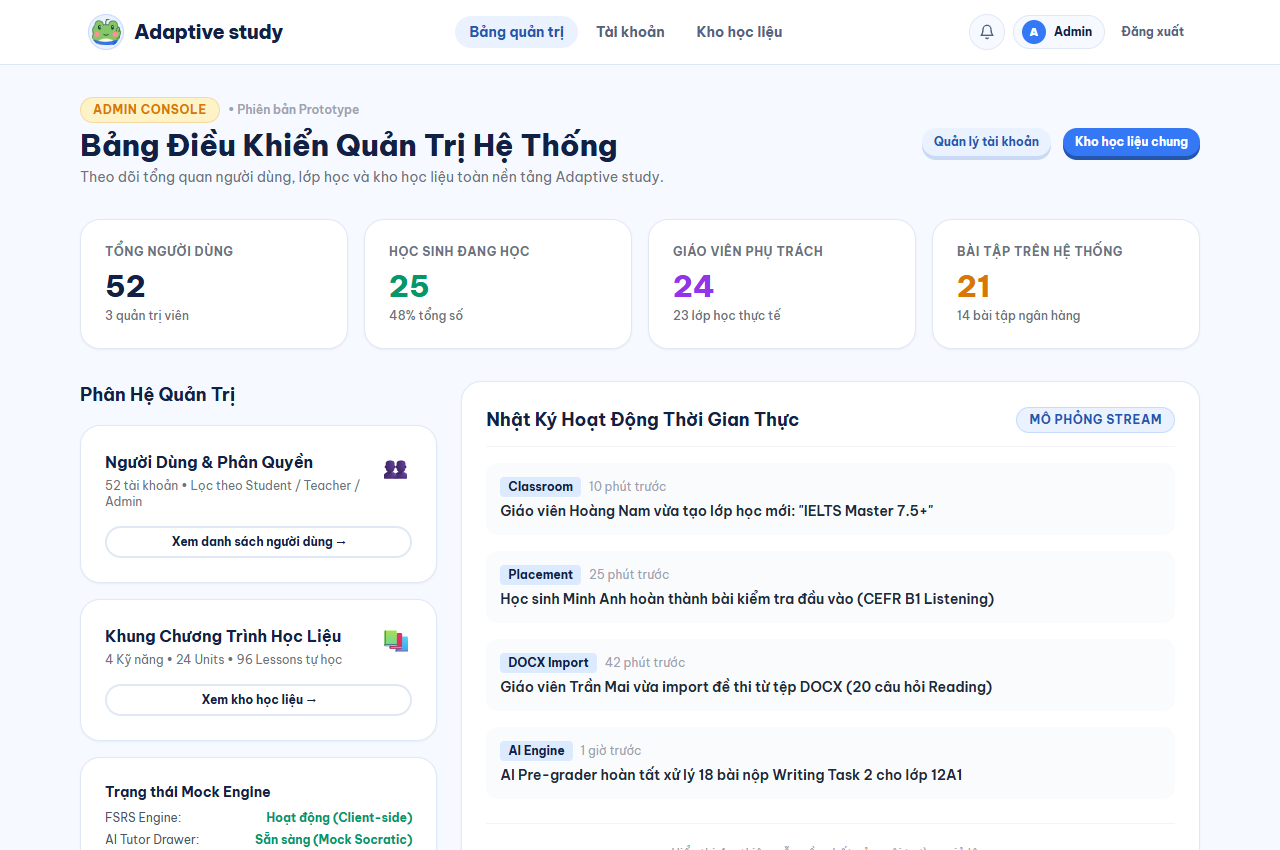 Adaptive study
Bảng quản trị
Tài khoản
Kho học liệu
A
Admin
Đăng xuất
ADMIN CONSOLE
• Phiên bản Prototype
Bảng Điều Khiển Quản Trị Hệ Thống
Theo dõi tổng quan người dùng, lớp học và kho học liệu toàn nền tảng Adaptive study.
Quản lý tài khoản
Kho học liệu chung
TỔNG NGƯỜI DÙNG
52
3 quản trị viên
HỌC SINH ĐANG HỌC
25
48% tổng số
GIÁO VIÊN PHỤ TRÁCH
24
23 lớp học thực tế
BÀI TẬP TRÊN HỆ THỐNG
21
14 bài tập ngân hàng
Phân Hệ Quản Trị
Người Dùng & Phân Quyền
52 tài khoản • Lọc theo Student / Teacher /
Admin
Xem danh sách người dùng →
Khung Chương Trình Học Liệu
4 Kỹ năng • 24 Units • 96 Lessons tự học
Xem kho học liệu →
Trạng thái Mock Engine
FSRS Engine:
Hoạt động (Client-side)
AI Tutor Drawer:
Sẵn sàng (Mock Socratic)
Nhật Ký Hoạt Động Thời Gian Thực
MÔ PHỎNG STREAM
Classroom
10 phút trước
Giáo viên Hoàng Nam vừa tạo lớp học mới: "IELTS Master 7.5+"
Placement
25 phút trước
Học sinh Minh Anh hoàn thành bài kiểm tra đầu vào (CEFR B1 Listening)
DOCX Import
42 phút trước
Giáo viên Trần Mai vừa import đề thi từ tệp DOCX (20 câu hỏi Reading)
AI Engine
1 giờ trước
AI Pre-grader hoàn tất xử lý 18 bài nộp Writing Task 2 cho lớp 12A1